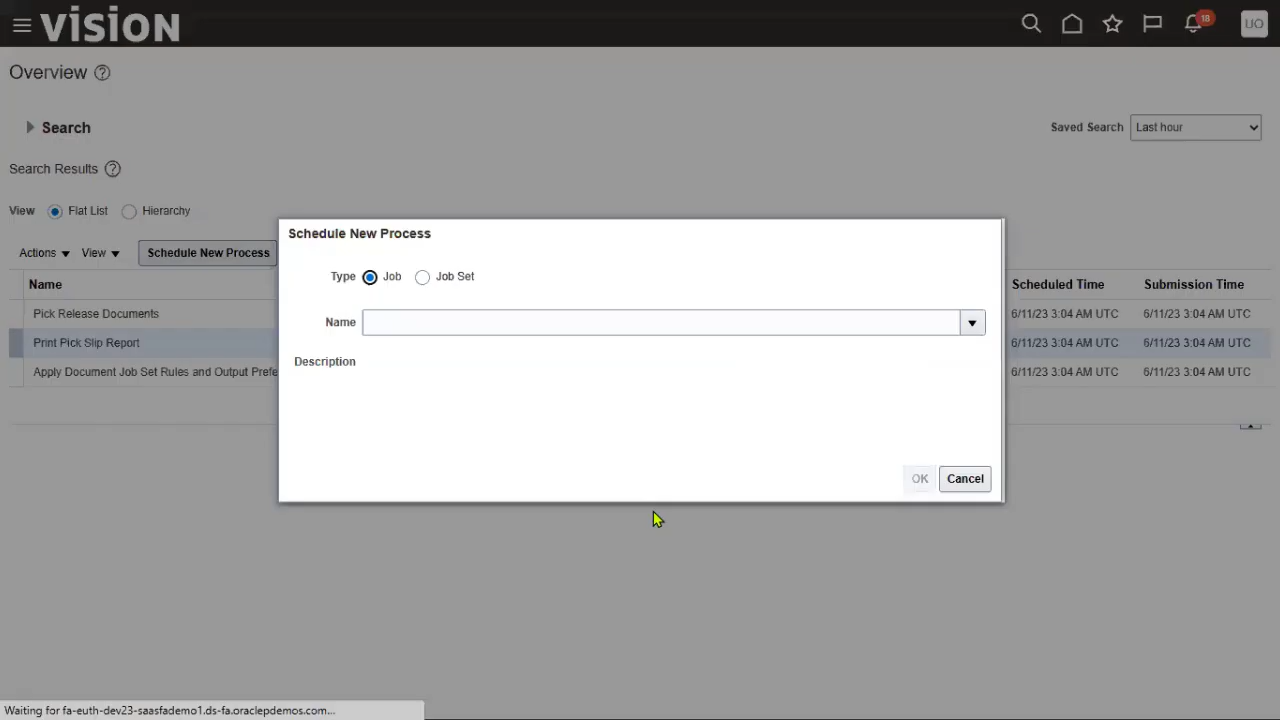 vision
18
UO
Overview
Search
Saved Search Last hour
Search Results
View Flat List Hierarchy
Actions View Schedule New Process
Name Scheduled Time Submission Time
Pick Release Documents 6/11/23 3:04 AM UTC 6/11/23 3:04 AM UTC
Print Pick Slip Report 6/11/23 3:04 AM UTC 6/11/23 3:04 AM UTC
Apply Document Job Set Rules and Output Prefe 6/11/23 3:04 AM UTC 6/11/23 3:04 AM UTC
Schedule New Process
Type Job Job Set
Name
Description
OK Cancel
Waiting for fa-euth-dev23-saasfademo1.ds-fa.oraclepdemos.com...